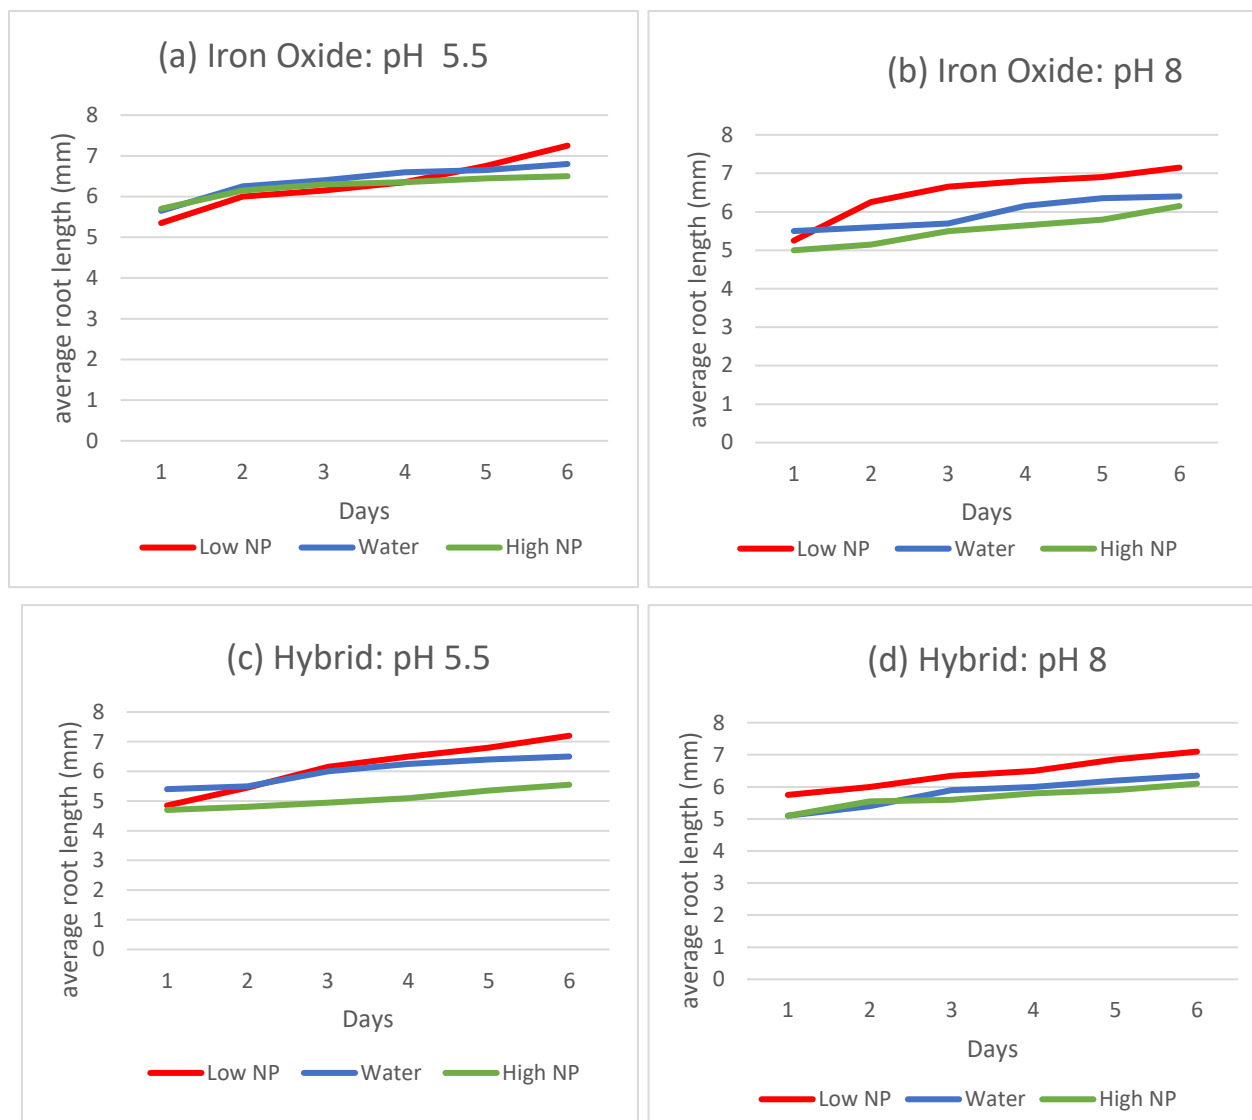 (a) Iron Oxide: pH 5.5
average root length (mm)
8
7
6
5
4
3
2
1
0
1 2 3 4 5 6
Days
Low NP Water High NP
(b) Iron Oxide: pH 8
average root length (mm)
8
7
6
5
4
3
2
1
0
1 2 3 4 5 6
Days
Low NP Water High NP
(c) Hybrid: pH 5.5
average root length (mm)
8
7
6
5
4
3
2
1
0
1 2 3 4 5 6
Days
Low NP Water High NP
(d) Hybrid: pH 8
average root length (mm)
8
7
6
5
4
3
2
1
0
1 2 3 4 5 6
Days
Low NP Water High NP